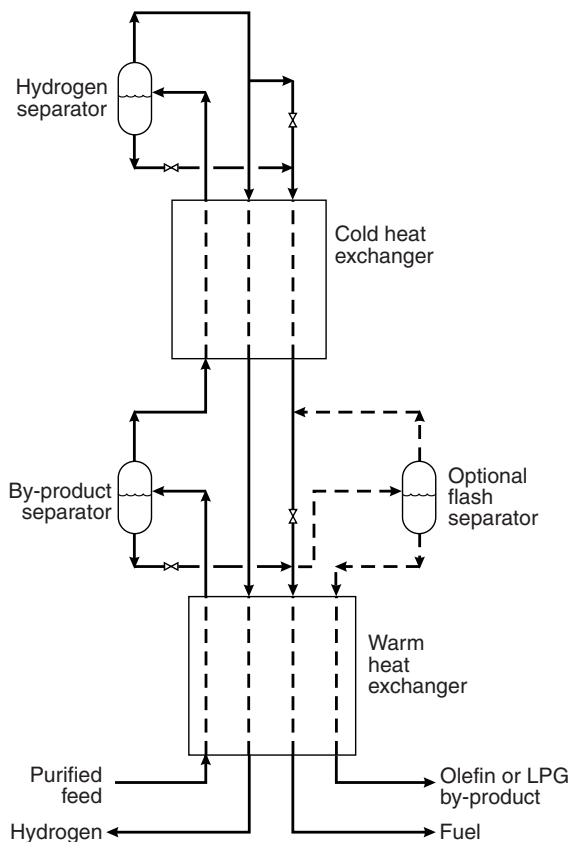 Hydrogen
separator
Cold heat
exchanger
By-product
separator
Optional
flash
separator
Warm
heat
exchanger
Purified
feed
Olefin or LPG
by-product
Hydrogen
Fuel